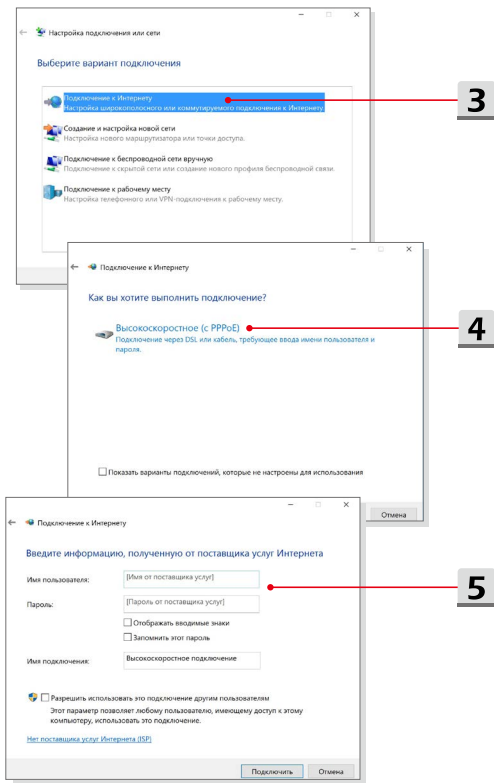 Настройка подключения или сети
Выберите вариант подключения
Подключение к Интернету
Настройка широкополосного или коммутируемого подключения к Интернету.
3
Создание и настройка новой сети
Настройка нового маршрутизатора или точки доступа.
Подключение к беспроводной сети вручную
Подключение к скрытой сети или создание нового профиля беспроводной связи.
Подключение к рабочему месту
Настройка телефонного или VPN-подключения к рабочему месту.
Подключение к Интернету
Как вы хотите выполнить подключение?
Высокоскоростное (с PPPoE)
4
Подключение через DSL или кабель, требующее ввода имени пользователя и
пароля.
Показать варианты подключений, которые не настроены для использования
Отмена
Подключение к Интернету
Введите информацию, полученную от поставщика услуг Интернета
Имя пользователя:
[Имя от поставщика услуг]
5
Пароль:
[Пароль от поставщика услуг]
Отображать вводимые знаки
Запомнить этот пароль
Имя подключения:
Высокоскоростное подключение
Разрешить использовать это подключение другим пользователям
Этот параметр позволяет любому пользователю, имеющему доступ к этому
компьютеру, использовать это подключение.
Нет поставщика услуг Интернета (ISP)
Подключить
Отмена